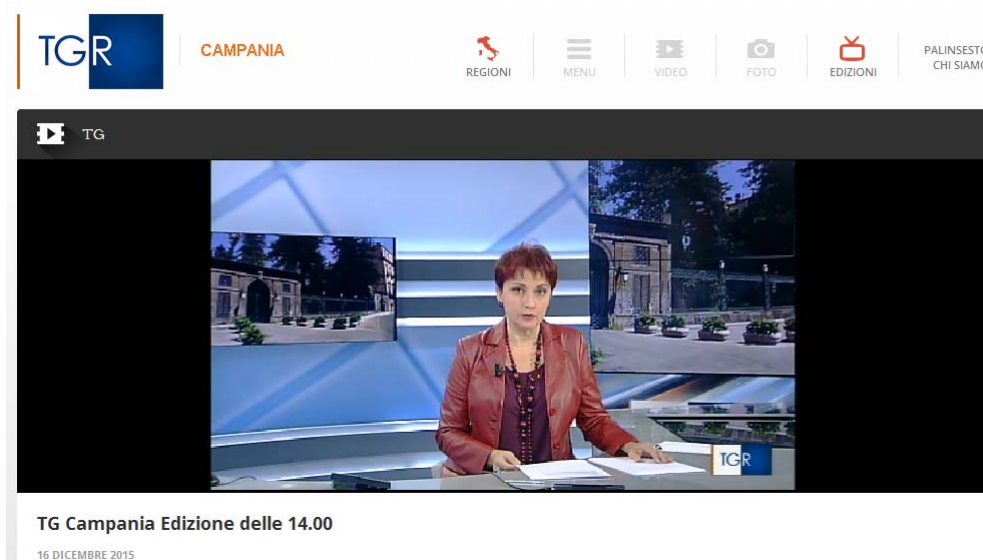 TGR
CAMPANIA
REGIONI
MENU
VIDEO
FOTO
EDIZIONI
PALINSESTO
CHI SIAMO
TG
TGR
TG Campania Edizione delle 14.00
16 DICEMBRE 2015